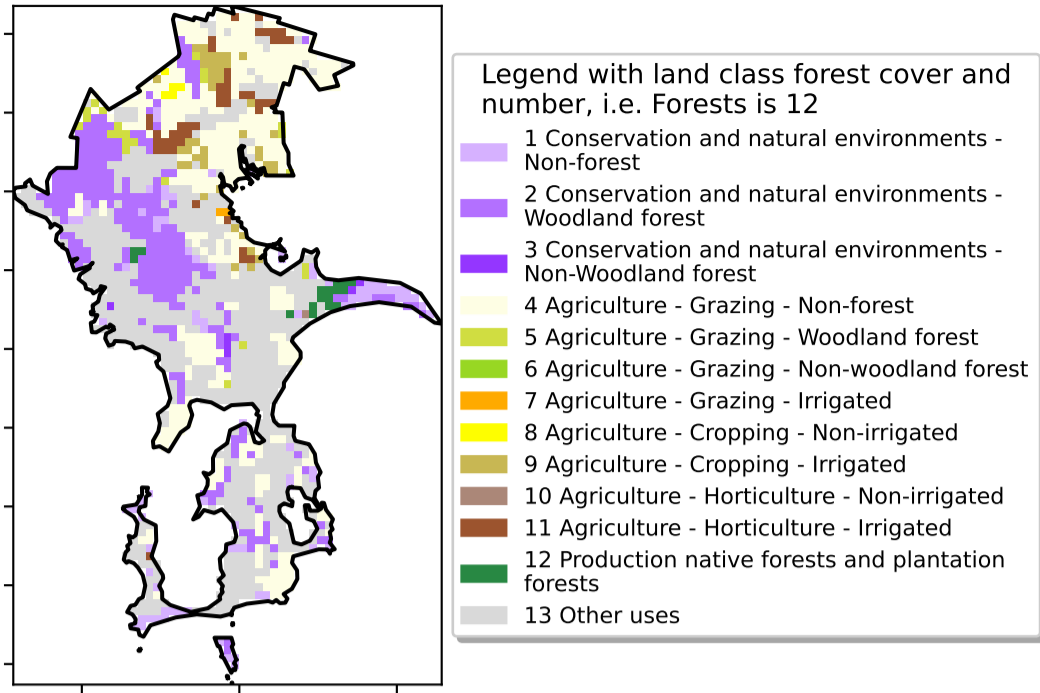 Legend with land class forest cover and
number, i.e. Forests is 12
1 Conservation and natural environments -
Non-forest
2 Conservation and natural environments -
Woodland forest
3 Conservation and natural environments -
Non-Woodland forest
4 Agriculture - Grazing - Non-forest
5 Agriculture - Grazing - Woodland forest
6 Agriculture - Grazing - Non-woodland forest
7 Agriculture - Grazing - Irrigated
8 Agriculture - Cropping - Non-irrigated
9 Agriculture - Cropping - Irrigated
10 Agriculture - Horticulture - Non-irrigated
11 Agriculture - Horticulture - Irrigated
12 Production native forests and plantation
forests
13 Other uses